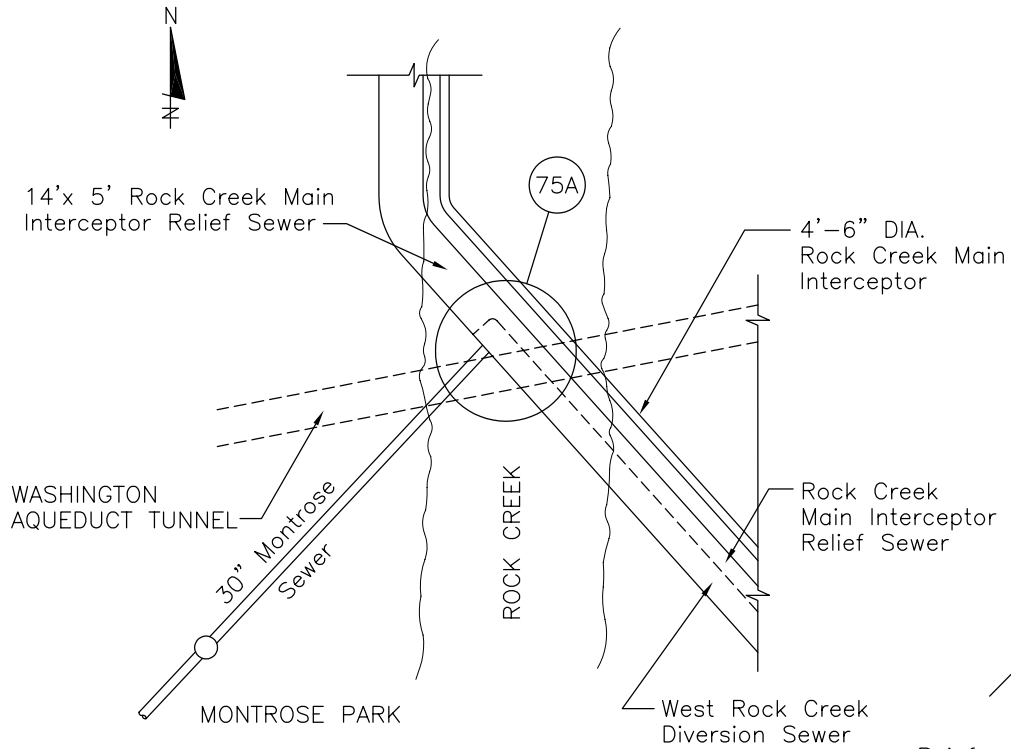 N
14'x 5' Rock Creek Main
Interceptor Relief Sewer
75A
4'–6" DIA.
Rock Creek Main
Interceptor
WASHINGTON
AQUEDUCT TUNNEL
30" Montrose
Sewer
ROCK CREEK
Rock Creek
Main Interceptor
Relief Sewer
MONTROSE PARK
West Rock Creek
Diversion Sewer